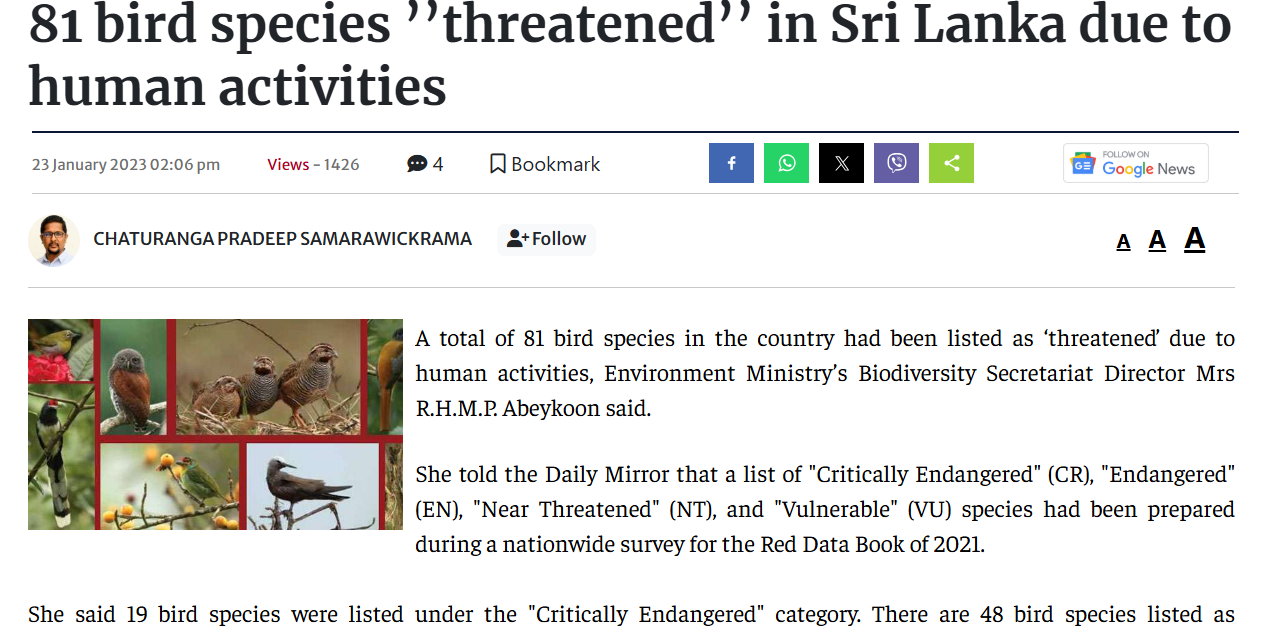 81 bird species ’’threatened’’ in Sri Lanka due to
human activities
23 January 2023 02:06 pm Views - 1426 4 Bookmark FOLLOW ON Google News
CHATURANGA PRADEEP SAMARAWICKRAMA Follow A A A
A total of 81 bird species in the country had been listed as ‘threatened’ due to
human activities, Environment Ministry’s Biodiversity Secretariat Director Mrs
R.H.M.P. Abeykoon said.
She told the Daily Mirror that a list of "Critically Endangered" (CR), "Endangered"
(EN), "Near Threatened" (NT), and "Vulnerable" (VU) species had been prepared
during a nationwide survey for the Red Data Book of 2021.
She said 19 bird species were listed under the "Critically Endangered" category. There are 48 bird species listed as